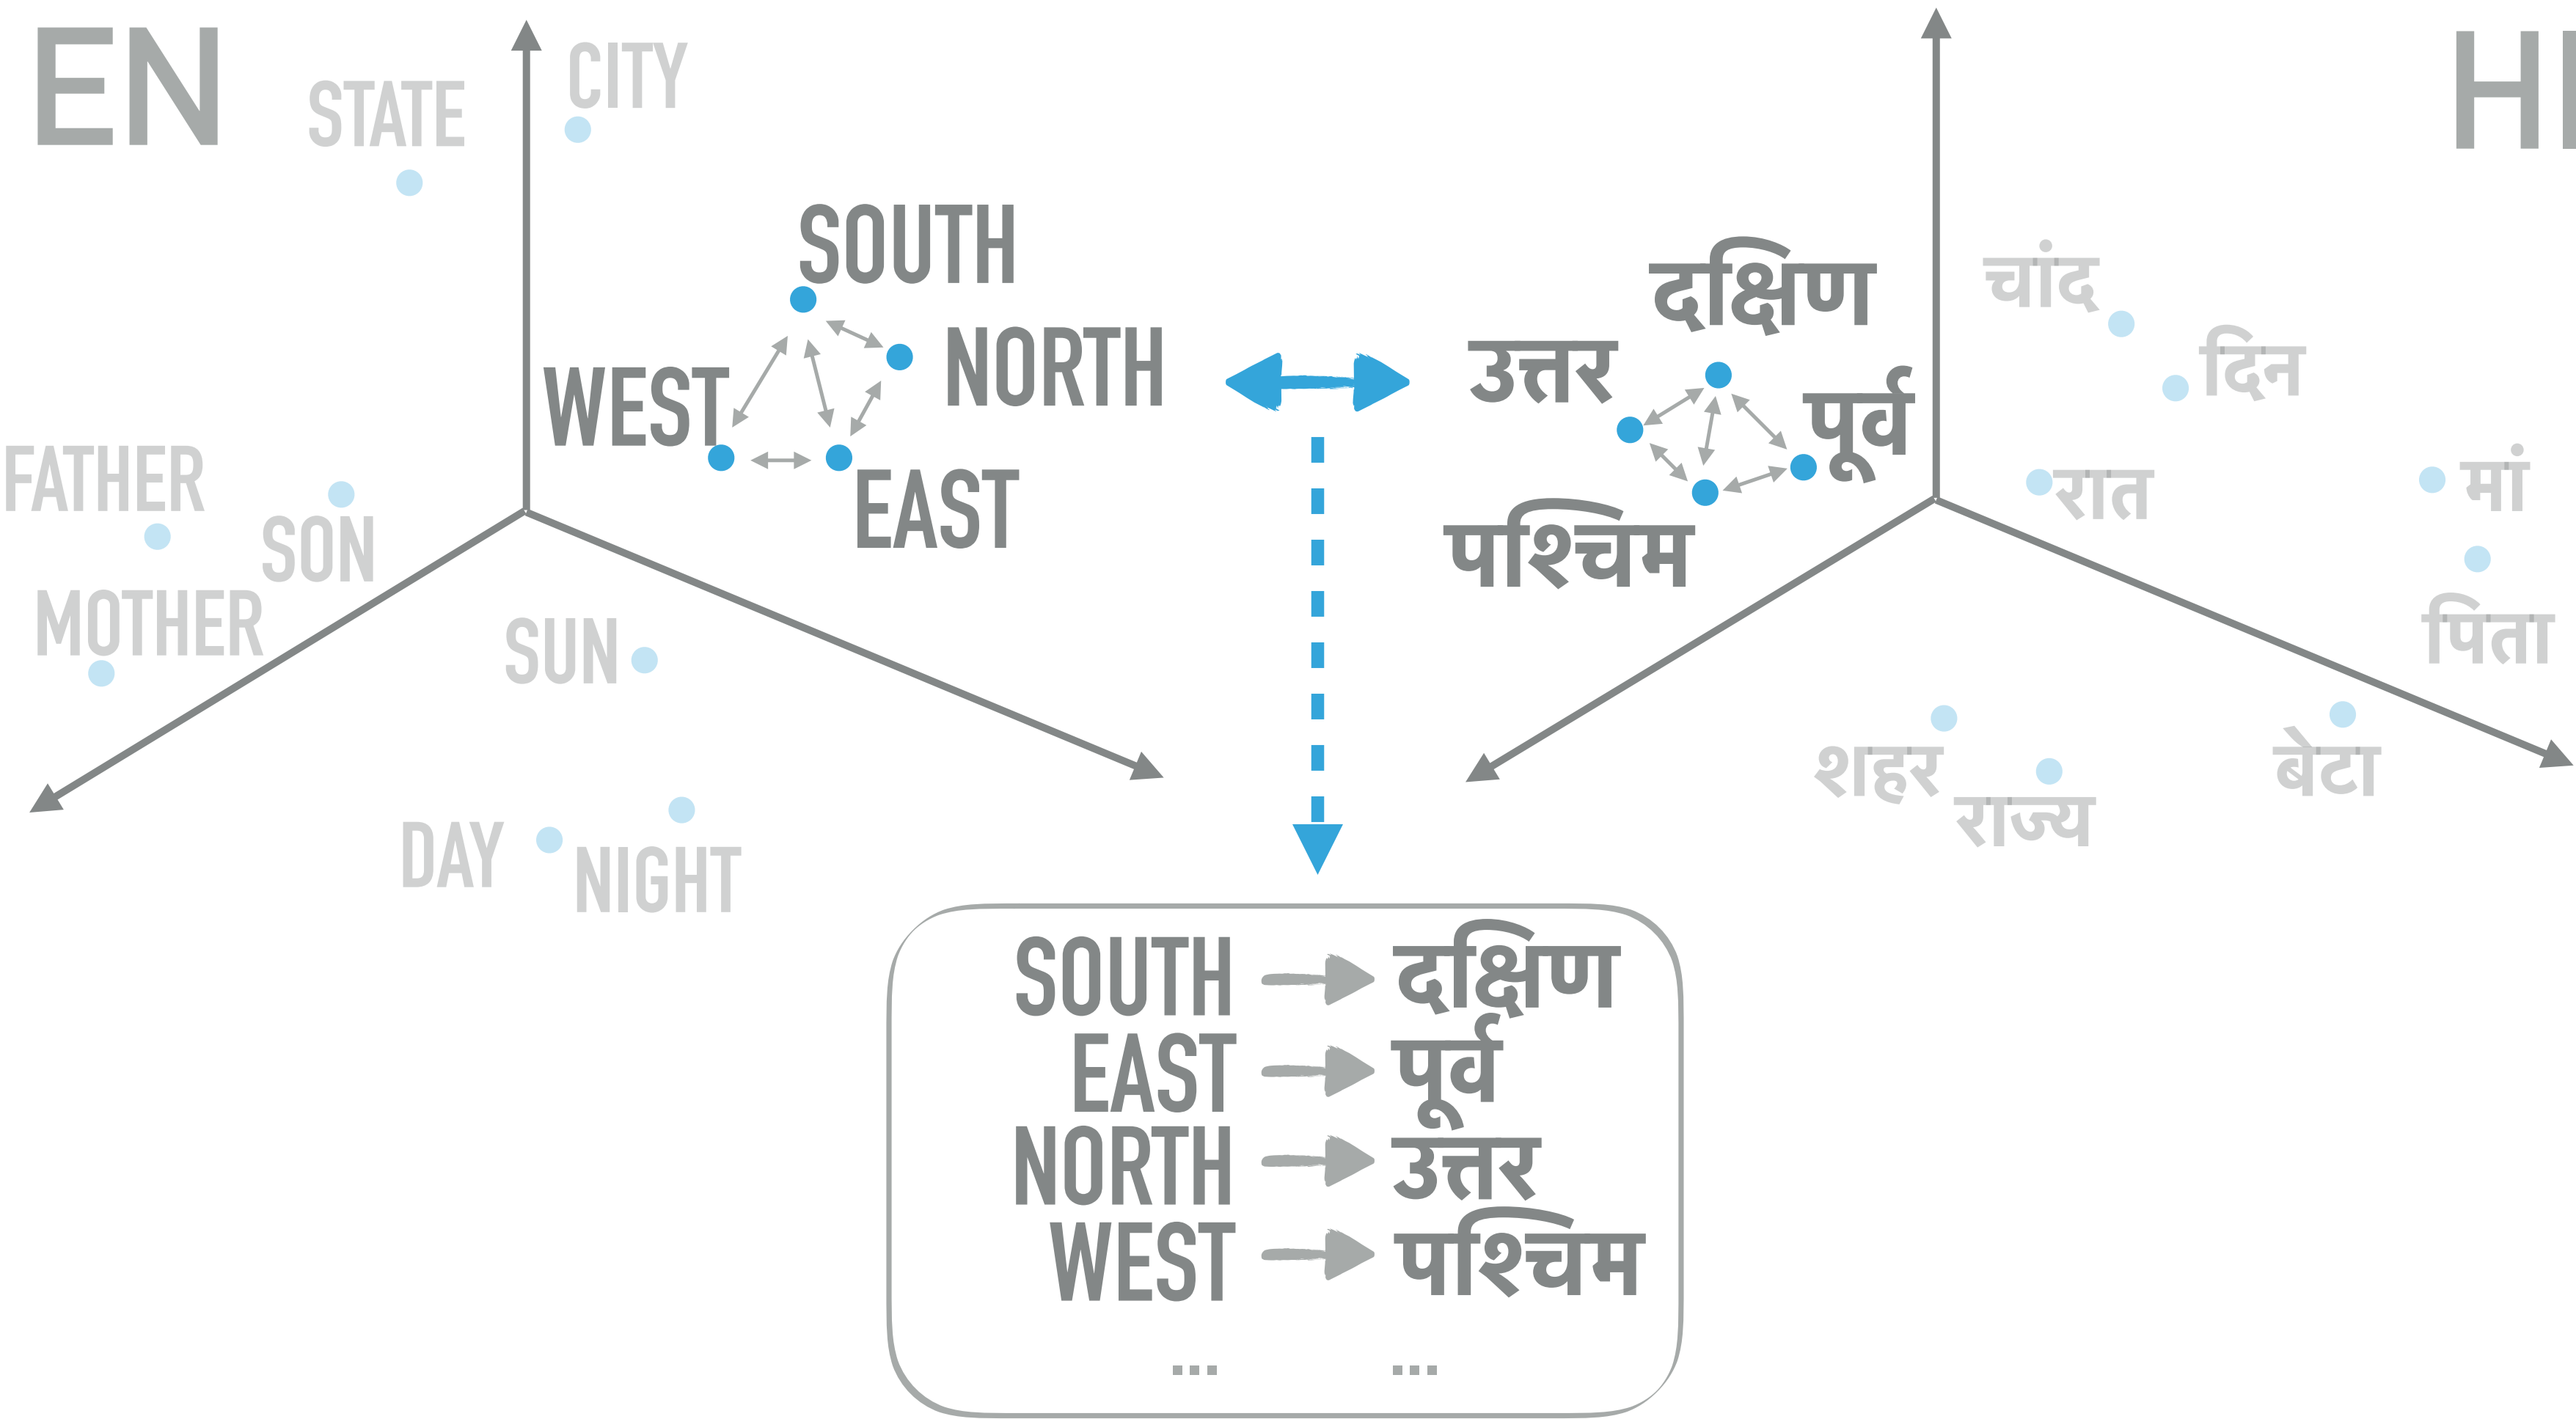 EN
STATE
CITY
SOUTH
NORTH
WEST
EAST
FATHER
SON
MOTHER
SUN
DAY
NIGHT
HI
दक्षिण
उत्तर
पूर्व
पश्चिम
चांद
दिन
रात
मां
पिता
शहर
राज्य
बेटा
SOUTH दक्षिण
EAST पूर्व
NORTH उत्तर
WEST पश्चिम
... ...